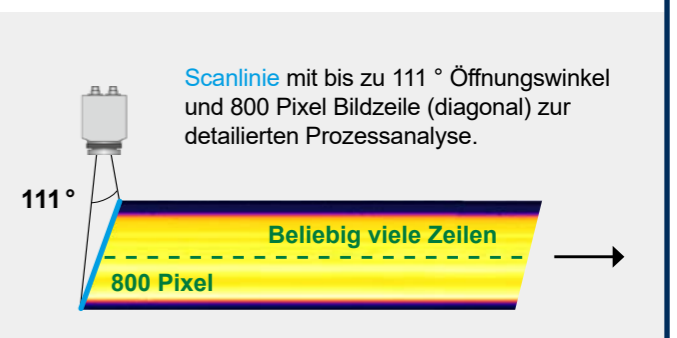 Scanlinie mit bis zu 111 ° Öffnungswinkel
und 800 Pixel Bildzeile (diagonal) zur
detailierten Prozessanalyse.
111 °
Beliebig viele Zeilen
800 Pixel